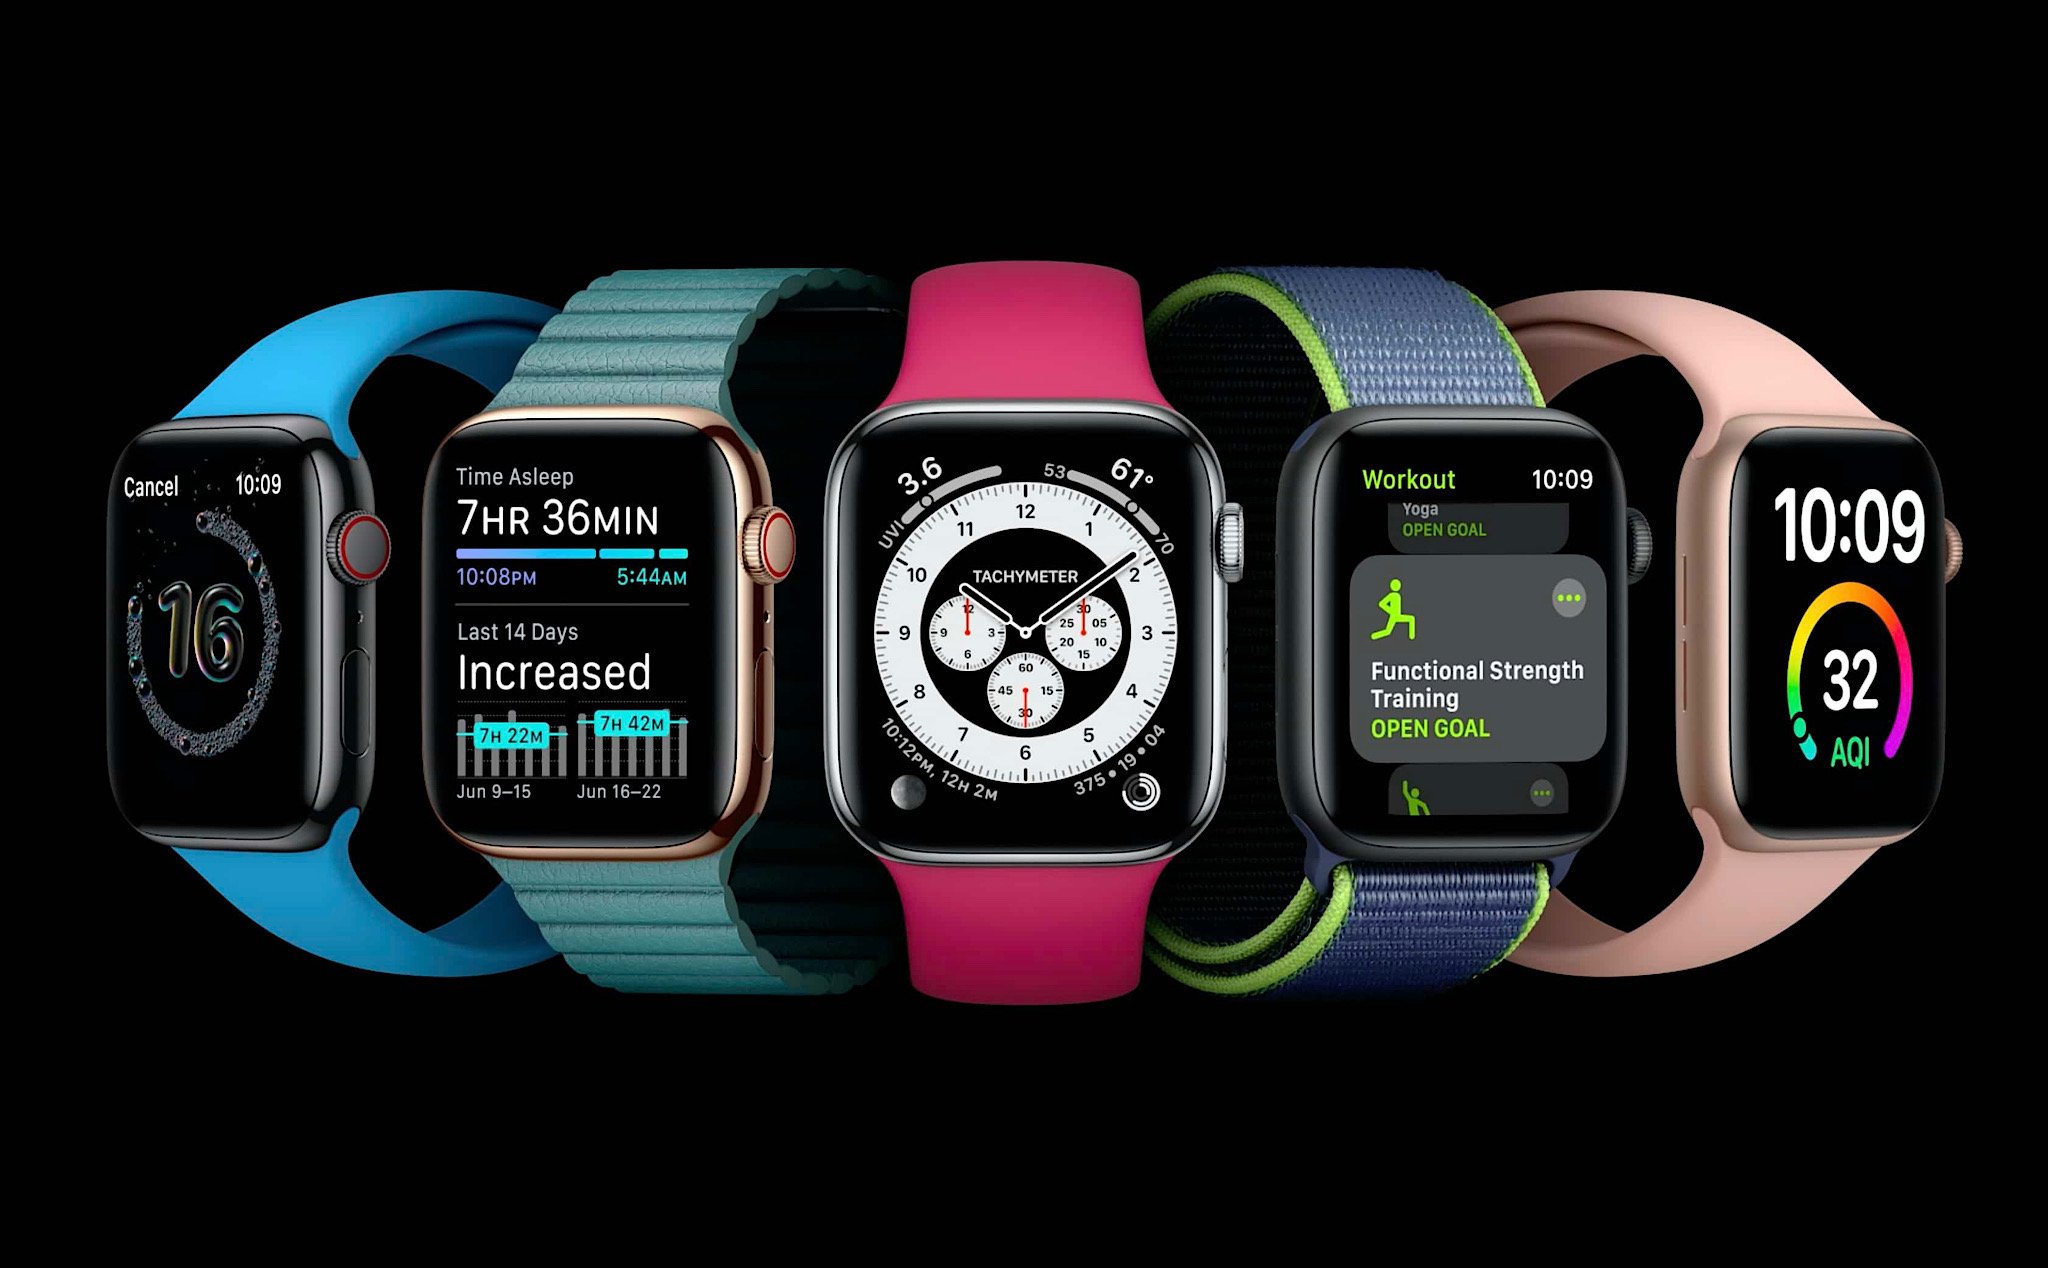 Cancel
10:09
16
Time Asleep
7HR 36MIN
10:08PM
5:44AM
Last 14 Days
Increased
7H 22M
7H 42M
Jun 9–15
Jun 16–22
3.6
UVI
53
61°
70
12
1
2
3
4
5
6
7
8
9
10
11
TACHYMETER
12
3
6
9
30
05
10
15
20
25
60
15
30
45
10:12PM, 12H 2M
375 • 19 • 04
Workout
10:09
Yoga
OPEN GOAL
Functional Strength
Training
OPEN GOAL
10:09
32
AQI